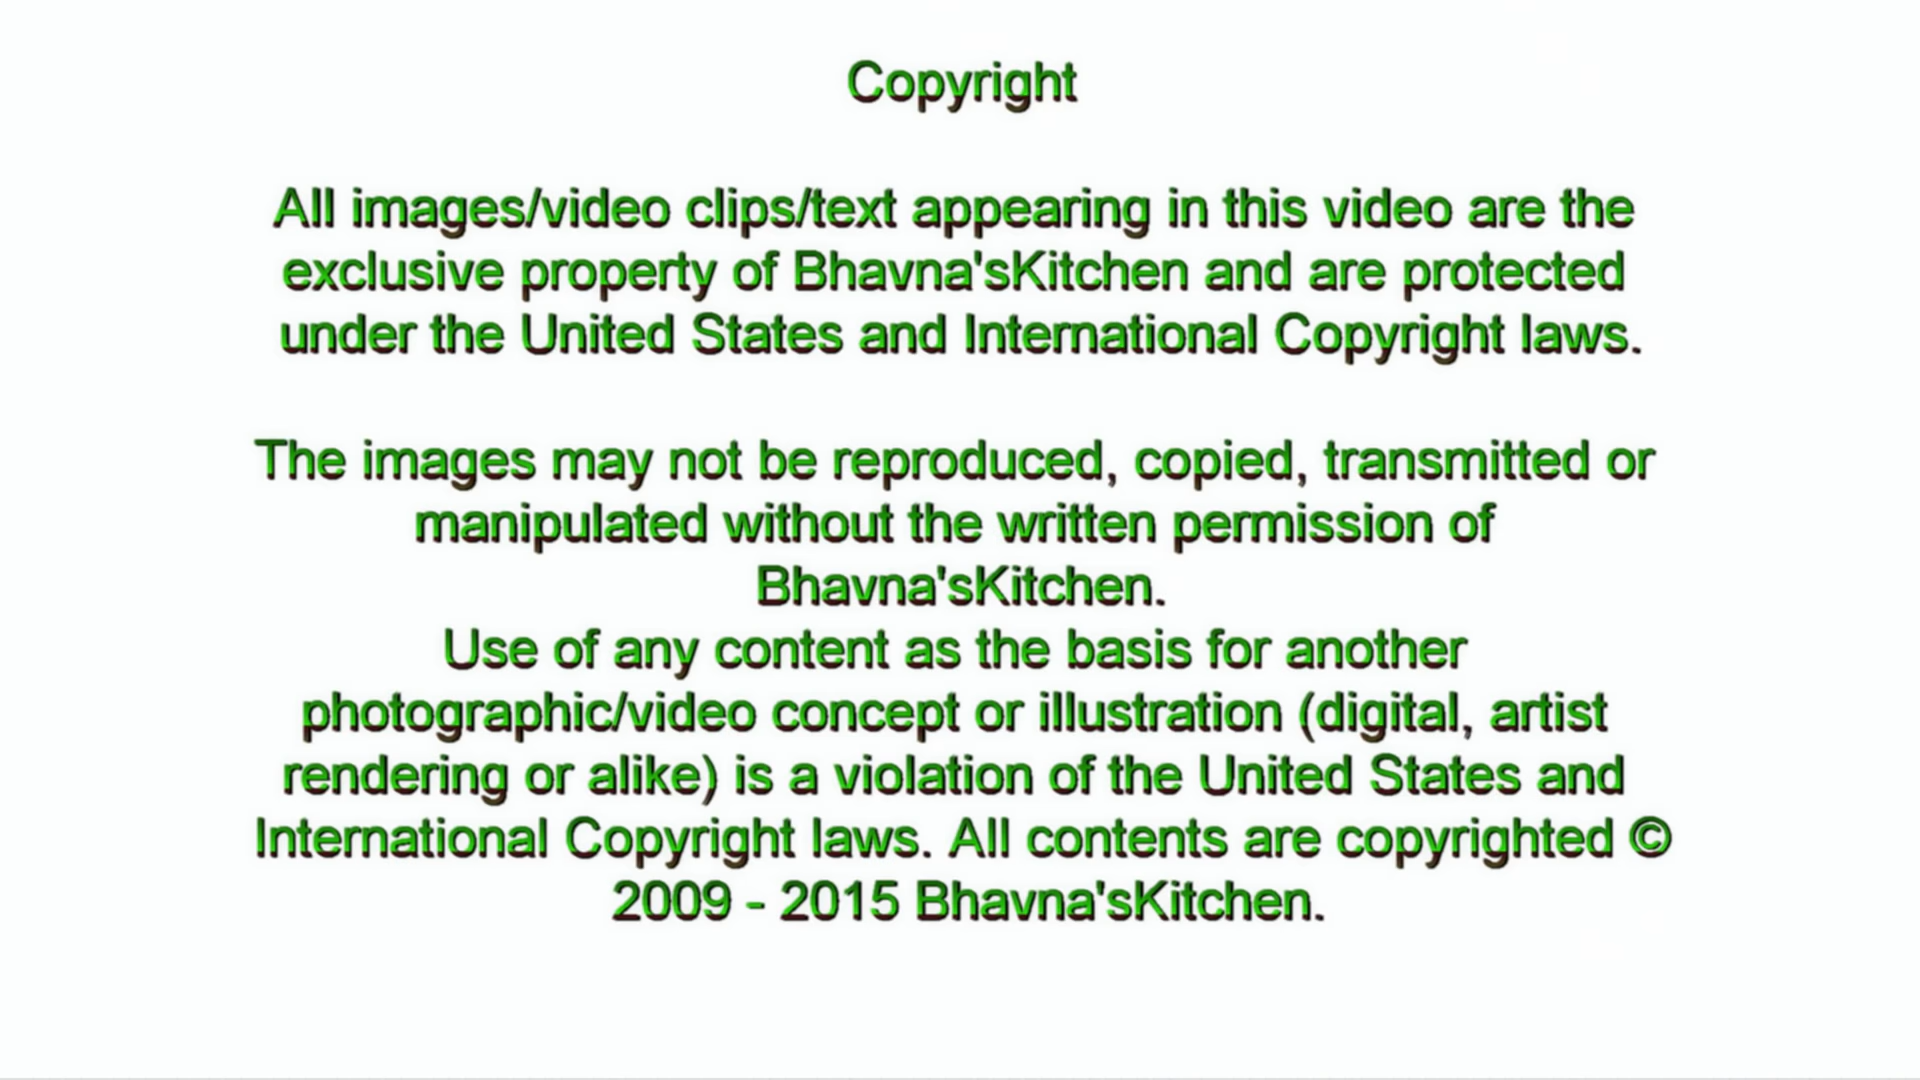 Copyright
All images/video clips/text appearing in this video are the
exclusive property of Bhavna'sKitchen and are protected
under the United States and International Copyright laws.
The images may not be reproduced, copied, transmitted or
manipulated without the written permission of
Bhavna'sKitchen.
Use of any content as the basis for another
photographic/video concept or illustration (digital, artist
rendering or alike) is a violation of the United States and
International Copyright laws. All contents are copyrighted ©
2009 - 2015 Bhavna'sKitchen.